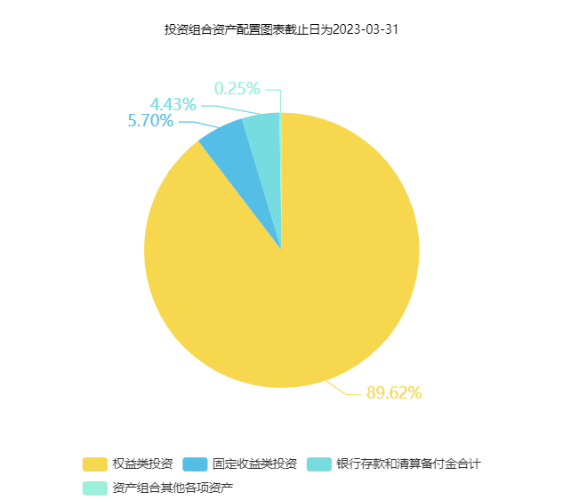 投资组合资产配置图表截止日为2023-03-31
0.25%
4.43%
5.70%
89.62%
权益类投资 固定收益类投资 银行存款和清算备付金合计
资产组合其他各项资产